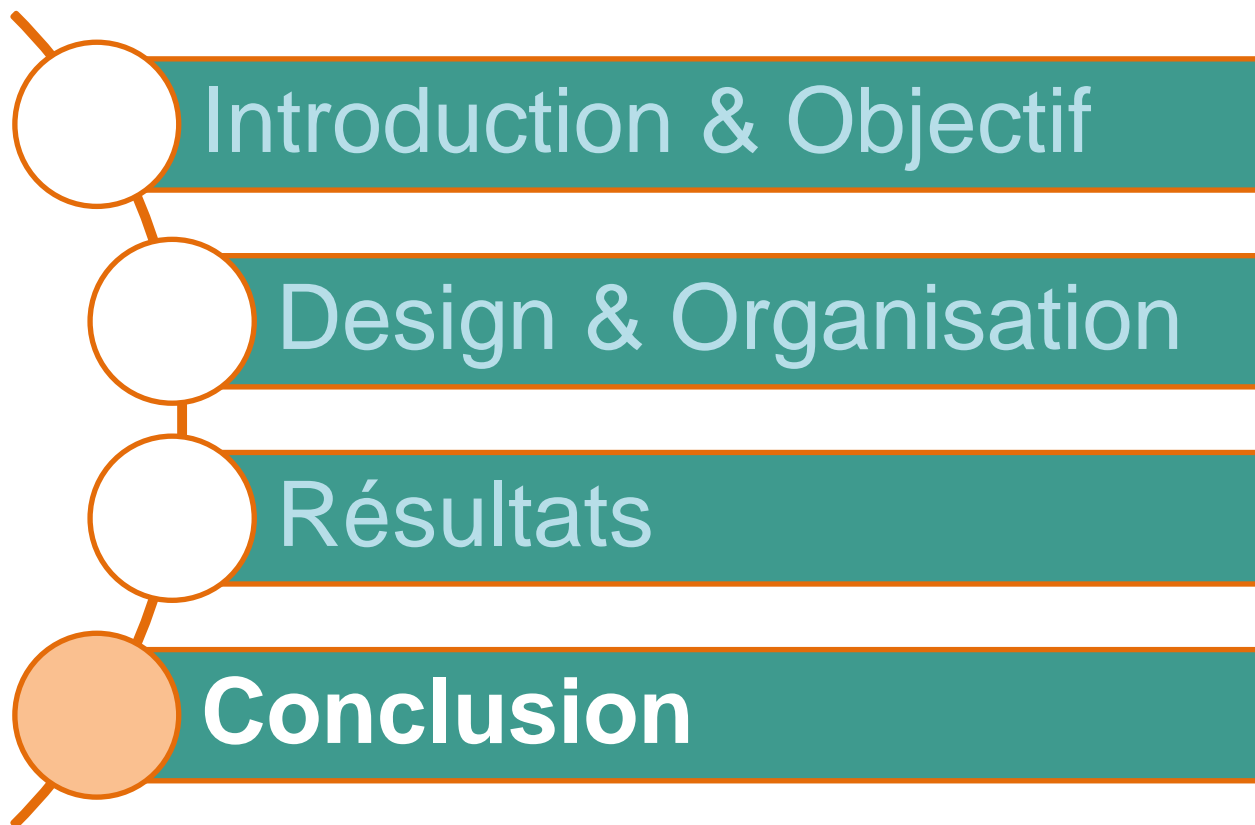 Introduction & Objectif
Design & Organisation
Résultats
Conclusion